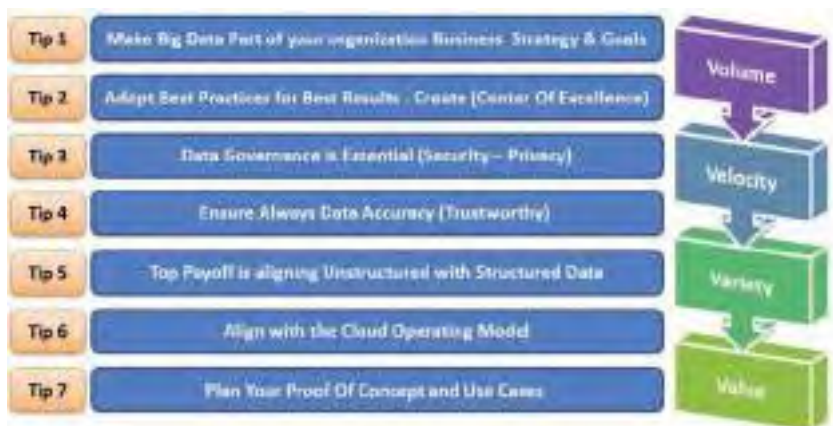 Tip 1 Make Big Data Part of your organization Business Strategy & Goals
Tip 2 Adopt Best Practices for Best Results - Create (Center Of Excellence)
Tip 3 Data Governance is Essential (Security – Privacy)
Tip 4 Ensure Always Data Accuracy (Trustworthy)
Tip 5 Top Payoff is aligning Unstructured with Structured Data
Tip 6 Align with the Cloud Operating Model
Tip 7 Plan Your Proof Of Concept and Use Cases
Volume
Velocity
Variety
Value